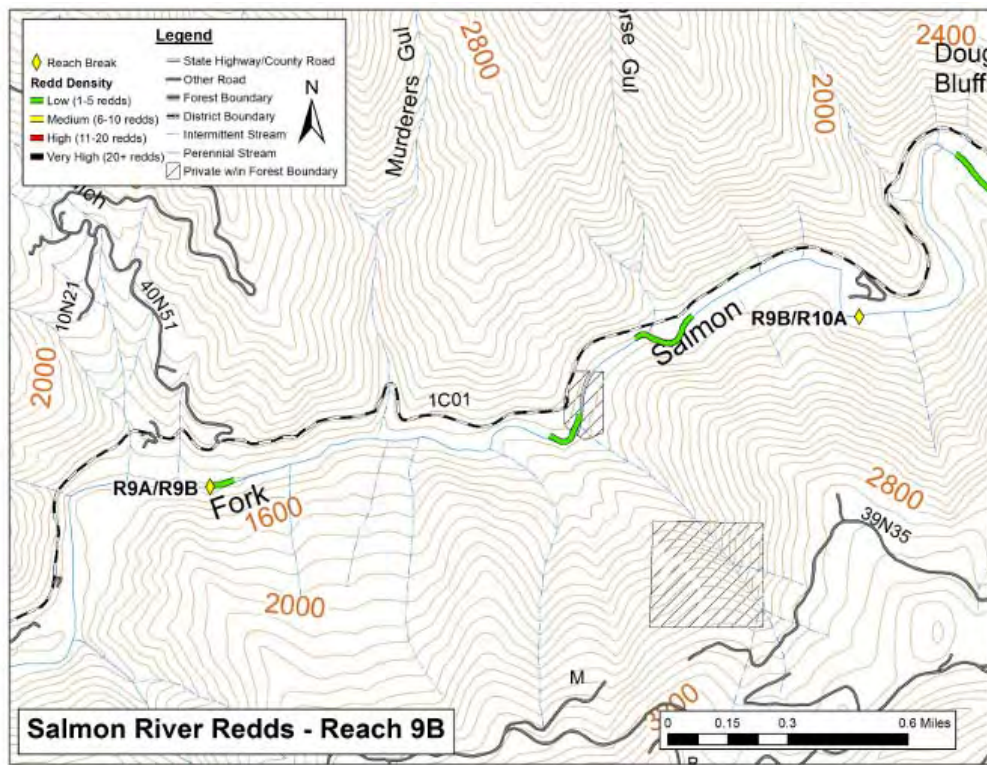 Legend
Reach Break
Redd Density
Low (1-5 redds)
Medium (6-10 redds)
High (11-20 redds)
Very High (20+ redds)
State Highway/County Road
Other Road
Forest Boundary
District Boundary
Intermittent Stream
Perennial Stream
Private w/in Forest Boundary
N
Murderers Gul
2800
orse Gul
2000
2400
Doug
Bluff
10N21
40N51
2000
1C01
Salmon
R9B/R10A
R9A/R9B
Fork
1600
2000
2800
39N35
M
Salmon River Redds - Reach 9B
0 0.15 0.3 0.6 Miles